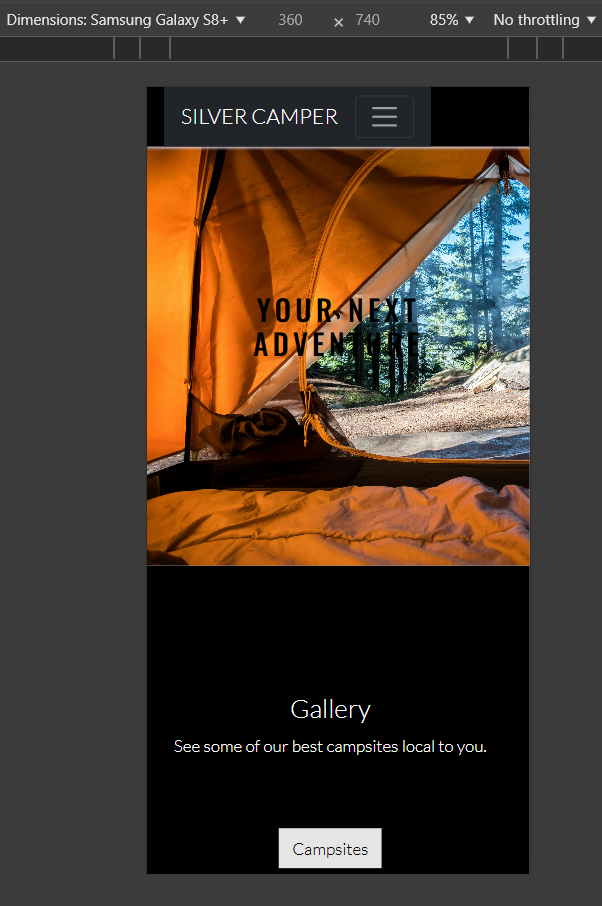 Dimensions: Samsung Galaxy S8+ 360 × 740 85% No throttling
SILVER CAMPER
YOUR NEXT
ADVENTURE
Gallery
See some of our best campsites local to you.
Campsites